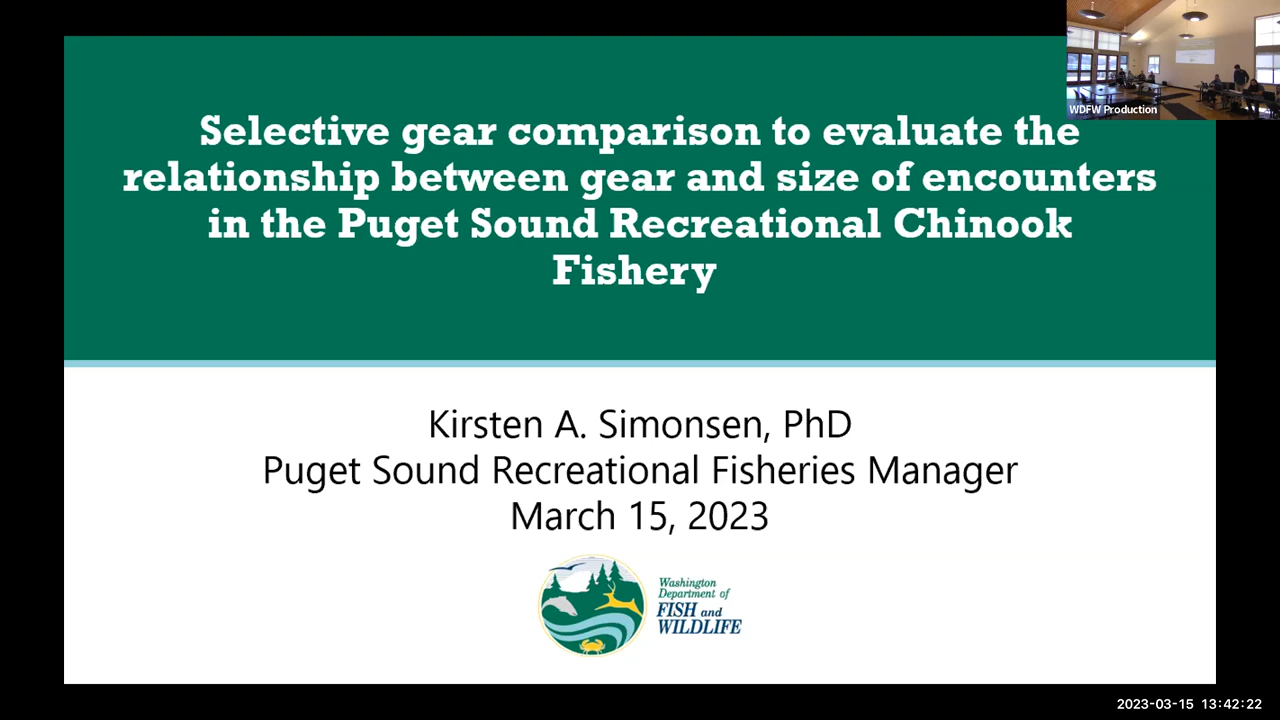 WDFW Production
Selective gear comparison to evaluate the
relationship between gear and size of encounters
in the Puget Sound Recreational Chinook
Fishery
Kirsten A. Simonsen, PhD
Puget Sound Recreational Fisheries Manager
March 15, 2023
Washington
Department of
FISH and
WILDLIFE
2023-03-15 13:42:22